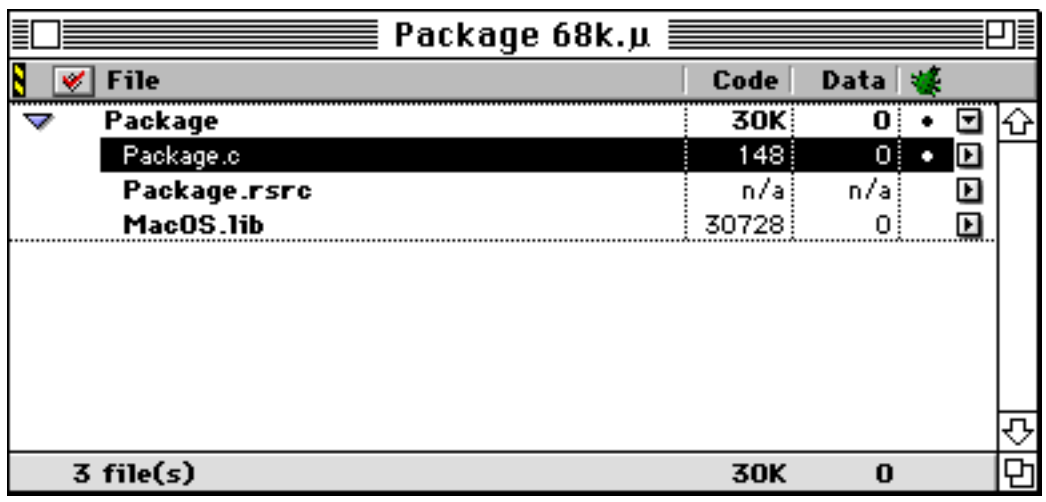 Package 68k.µ
File Code Data
Package 30K 0 •
Package.c 148 0 •
Package.rsrc n/a n/a
MacOS.lib 30728 0
3 file(s) 30K 0